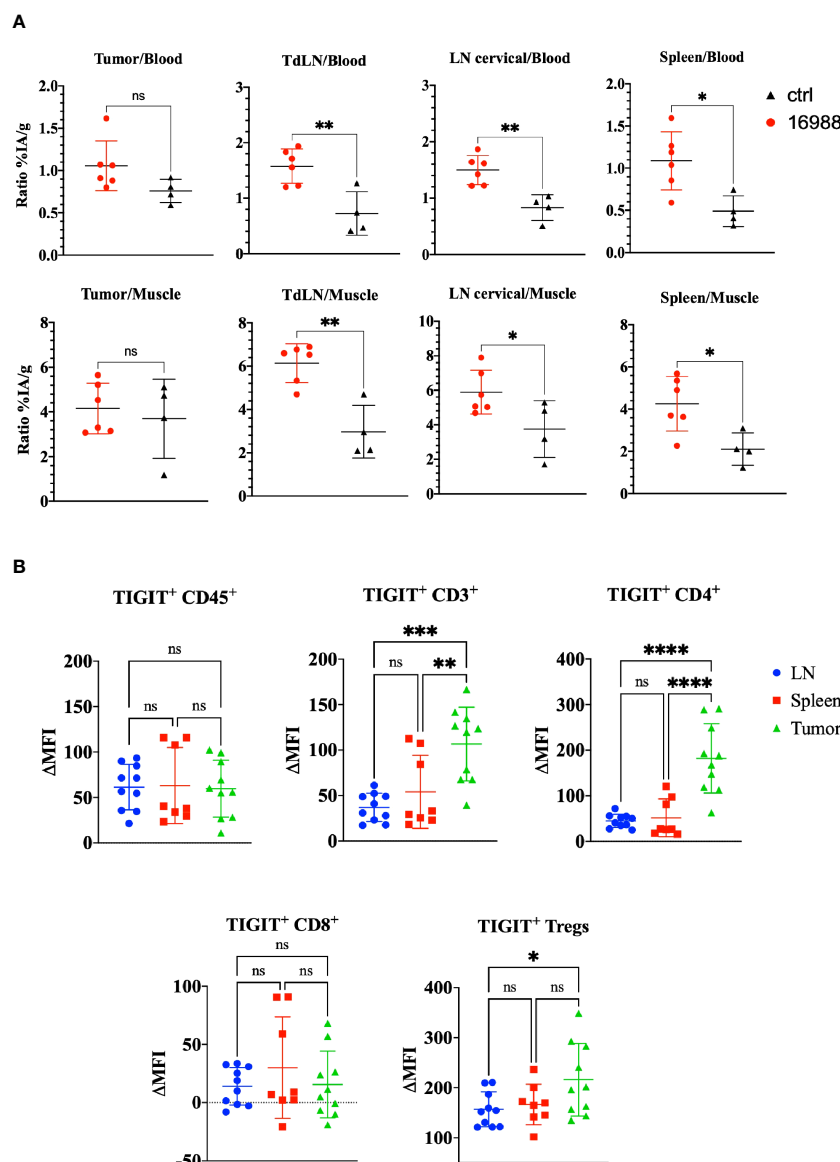 A
Tumor/Blood
TdLN/Blood
LN cervical/Blood
Spleen/Blood
Ratio %IA/g
1.5
1.0
0.5
0.0
ns
3
2
1
0
**
3
2
1
0
**
2.0
1.5
1.0
0.5
0.0
*
ctrl
16988
Tumor/Muscle
TdLN/Muscle
LN cervical/Muscle
Spleen/Muscle
Ratio %IA/g
8
6
4
2
0
ns
8
6
4
2
0
**
10
8
6
4
2
0
*
8
6
4
2
0
*
B
TIGIT⁺ CD45⁺
TIGIT⁺ CD3⁺
TIGIT⁺ CD4⁺
ΔMFI
200
150
100
50
0
ns
ns
ns
ΔMFI
200
150
100
50
0
***
ns
**
ΔMFI
400
300
200
100
0
****
ns
****
LN
Spleen
Tumor
TIGIT⁺ CD8⁺
TIGIT⁺ Tregs
ΔMFI
100
50
0
-50
ns
ns
ns
ΔMFI
400
300
200
100
*
ns
ns